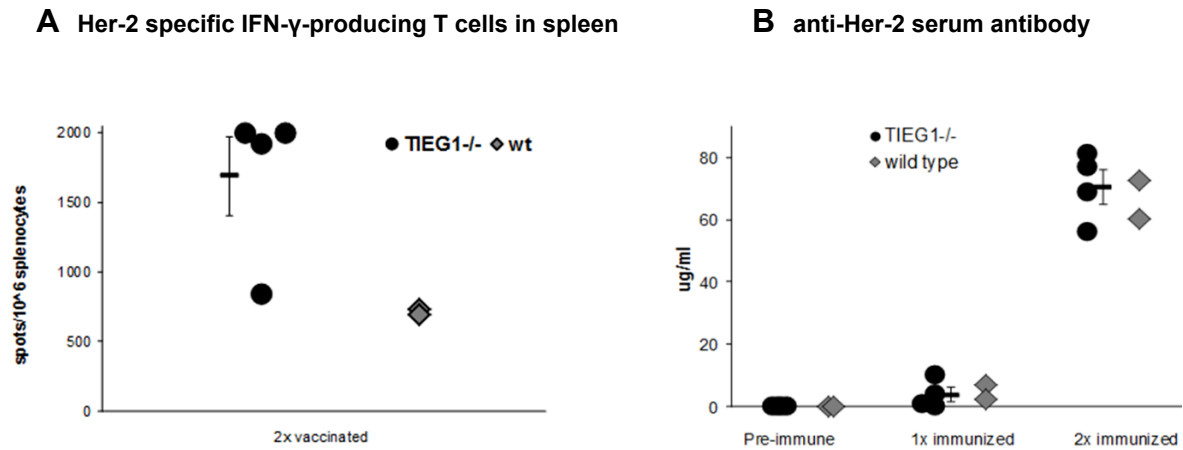 A Her-2 specific IFN-γ-producing T cells in spleen
spots/10^6 splenocytes
2000
1500
1000
500
0
TIEG1-/- wt
2x vaccinated
B anti-Her-2 serum antibody
ug/ml
80
60
40
20
0
TIEG1-/-
wild type
Pre-immune 1x immunized 2x immunized